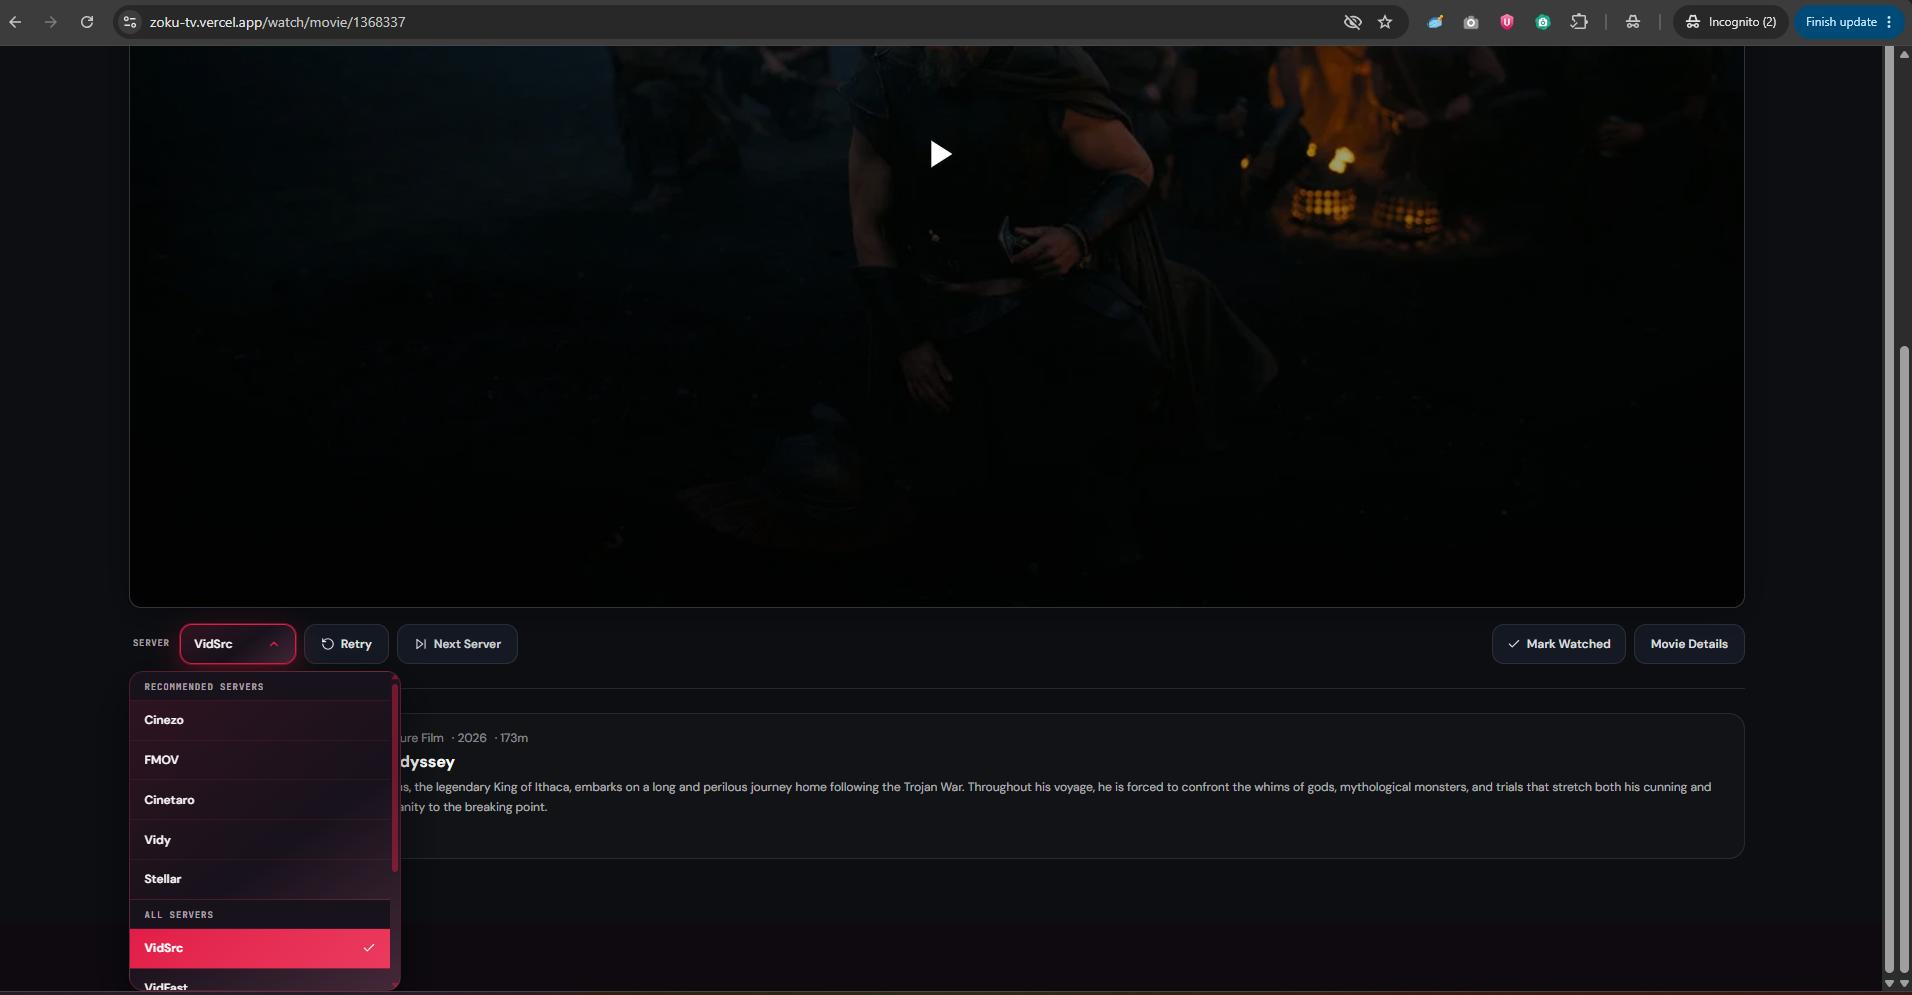 zoku-tv.vercel.app/watch/movie/1368337
Incognito (2)
Finish update
SERVER
VidSrc
Retry
Next Server
Mark Watched
Movie Details
RECOMMENDED SERVERS
Cinezo
FMOV
Cinetaro
Vidy
Stellar
ALL SERVERS
VidSrc
VidFast
ure Film · 2026 · 173m
dyssey
s, the legendary King of Ithaca, embarks on a long and perilous journey home following the Trojan War. Throughout his voyage, he is forced to confront the whims of gods, mythological monsters, and trials that stretch both his cunning and
anity to the breaking point.